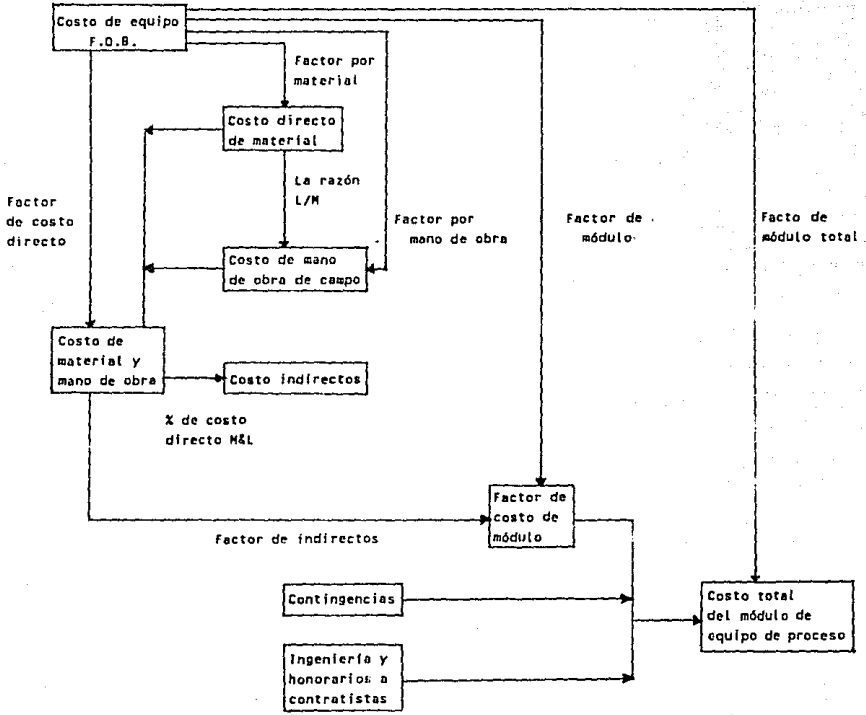 Costo de equipo
F.O.B.
Factor por
material
Costo directo
de material
La razón
L/M
Factor
de costo
directo
Factor por
mano de obra
Factor de
módulo
Facto de
módulo total
Costo de mano
de obra de campo
Costo de
material y
mano de obra
Costo indirectos
% de costo
directo M&L
Factor de
costo de
módulo
Factor de indirectos
Contingencias
Costo total
del módulo de
equipo de proceso
Ingeniería y
honorarios a
contratistas